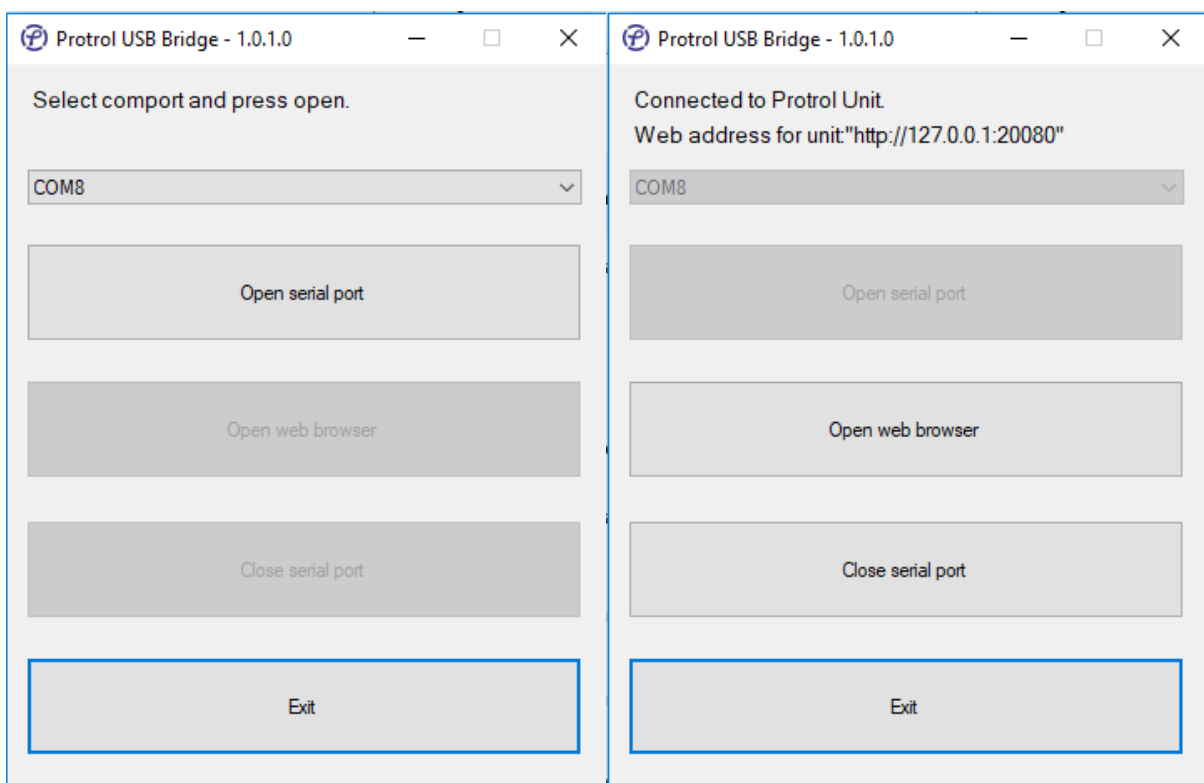 Protrol USB Bridge - 1.0.1.0
Select comport and press open.
COM8
Open serial port
Open web browser
Close serial port
Exit
Protrol USB Bridge - 1.0.1.0
Connected to Protrol Unit.
Web address for unit:"http://127.0.0.1:20080"
COM8
Open serial port
Open web browser
Close serial port
Exit